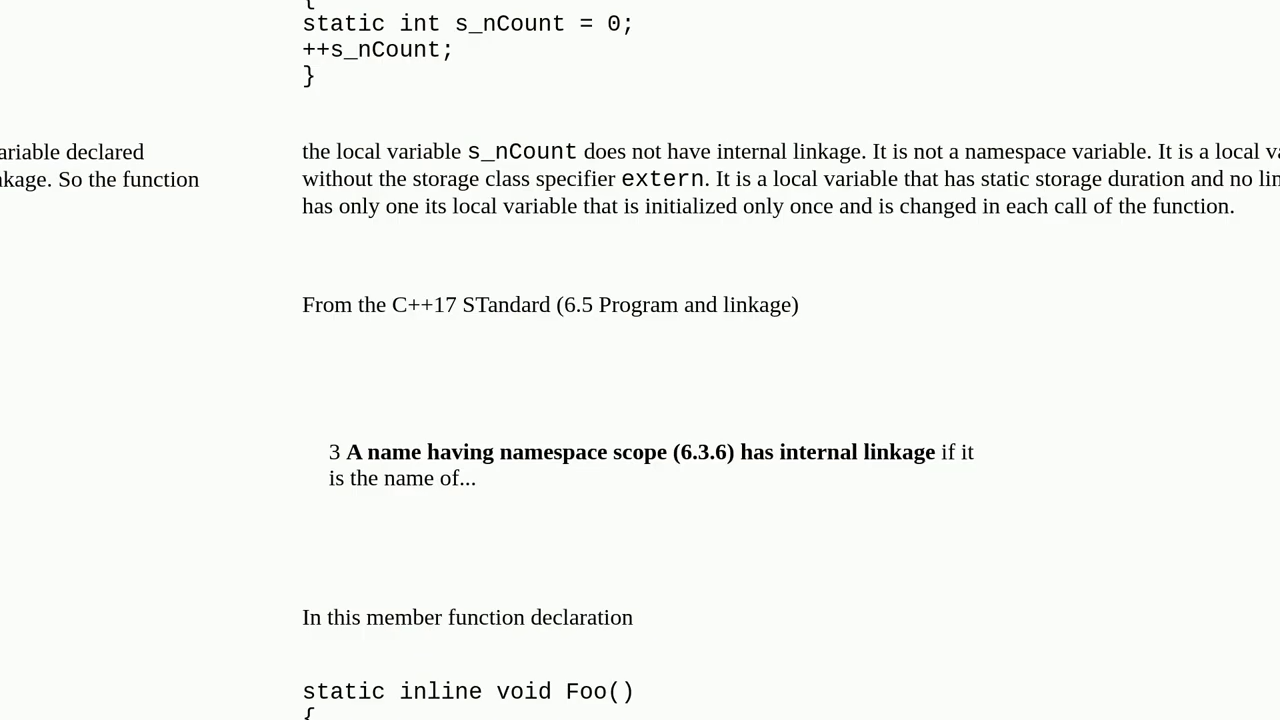 {
static int s_nCount = 0;
++s_nCount;
}
ariable declared
nkage. So the function
the local variable s_nCount does not have internal linkage. It is not a namespace variable. It is a local va
without the storage class specifier extern. It is a local variable that has static storage duration and no lin
has only one its local variable that is initialized only once and is changed in each call of the function.
From the C++17 STandard (6.5 Program and linkage)
3 A name having namespace scope (6.3.6) has internal linkage if it
is the name of...
In this member function declaration
static inline void Foo()
{